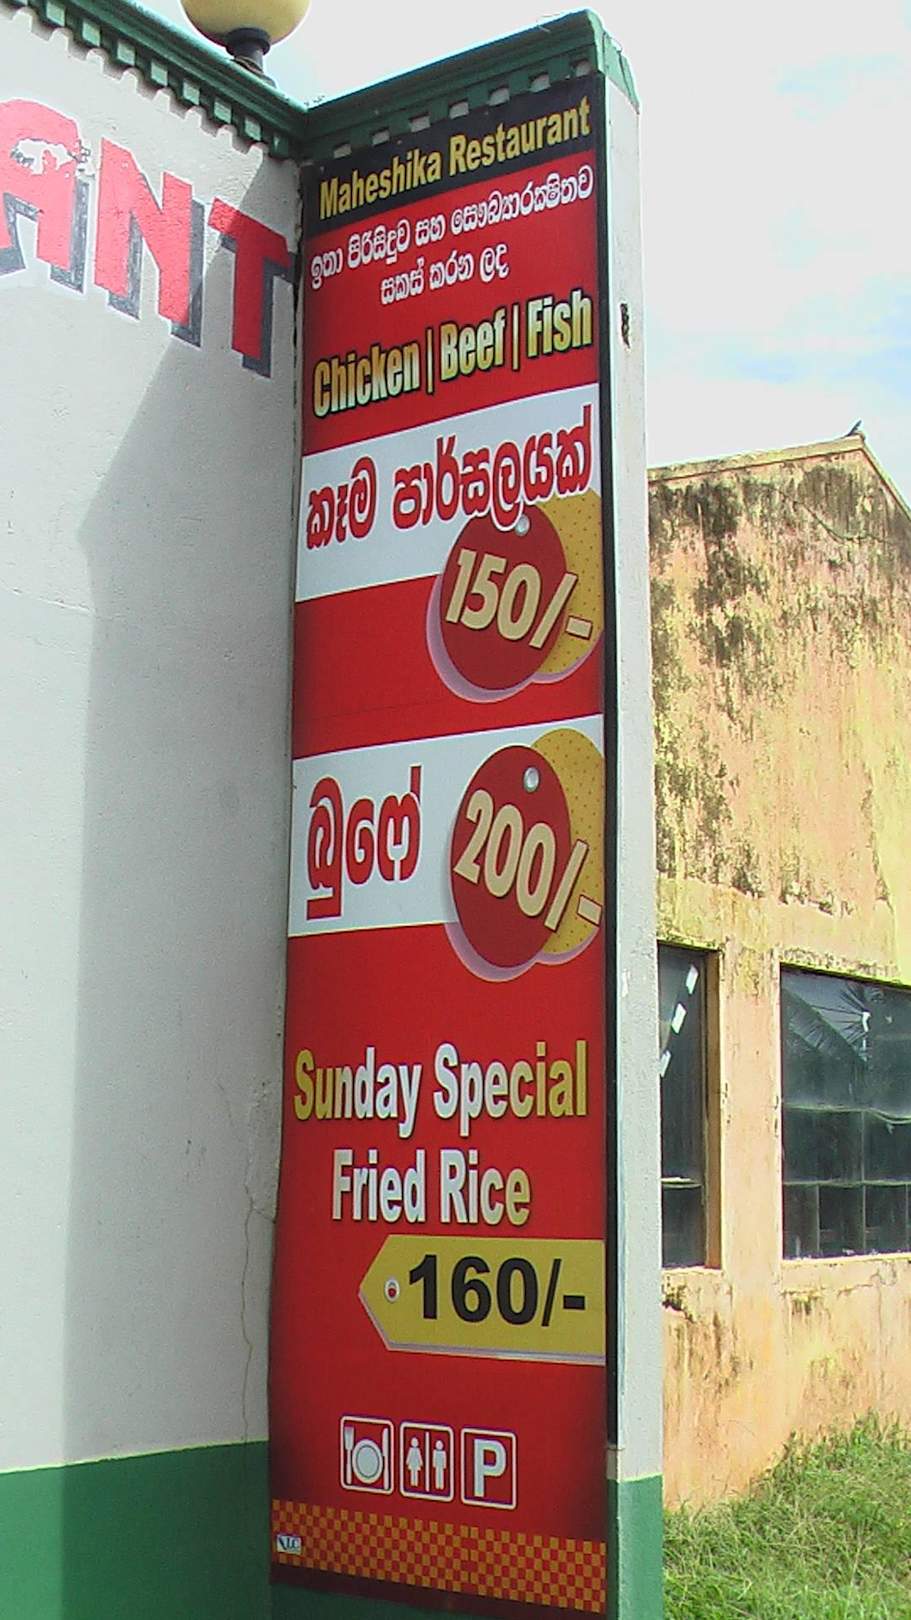 ANT
Maheshika Restaurant
ඉතා පිරිසිදුව සහ සෞඛ්‍යාරක්ෂිතව
සකස් කරන ලද
Chicken | Beef | Fish
කෑම පාර්සලයක්
150/-
බුෆේ
200/-
Sunday Special
Fried Rice
160/-
P